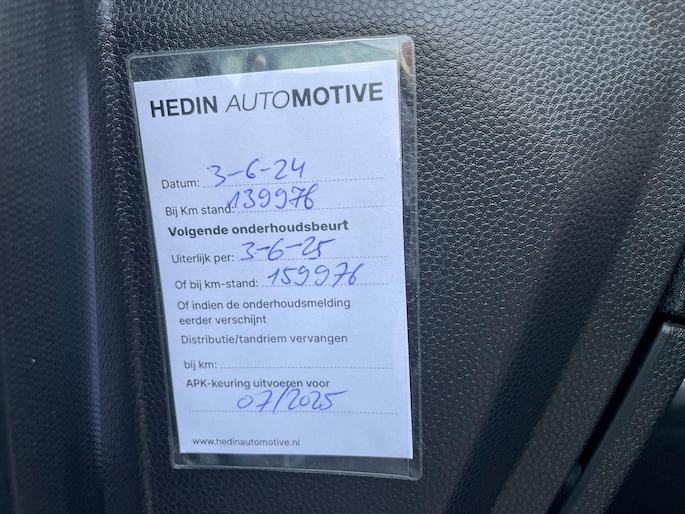 HEDIN AUTOMOTIVE
Datum: 3-6-24
Bij Km stand: 139976
Volgende onderhoudsbeurt
Uiterlijk per: 3-6-25
Of bij km-stand: 159976
Of indien de onderhoudsmelding
eerder verschijnt
Distributie/tandriem vervangen
bij km:
APK-keuring uitvoeren voor
07/2025
www.hedinautomotive.nl